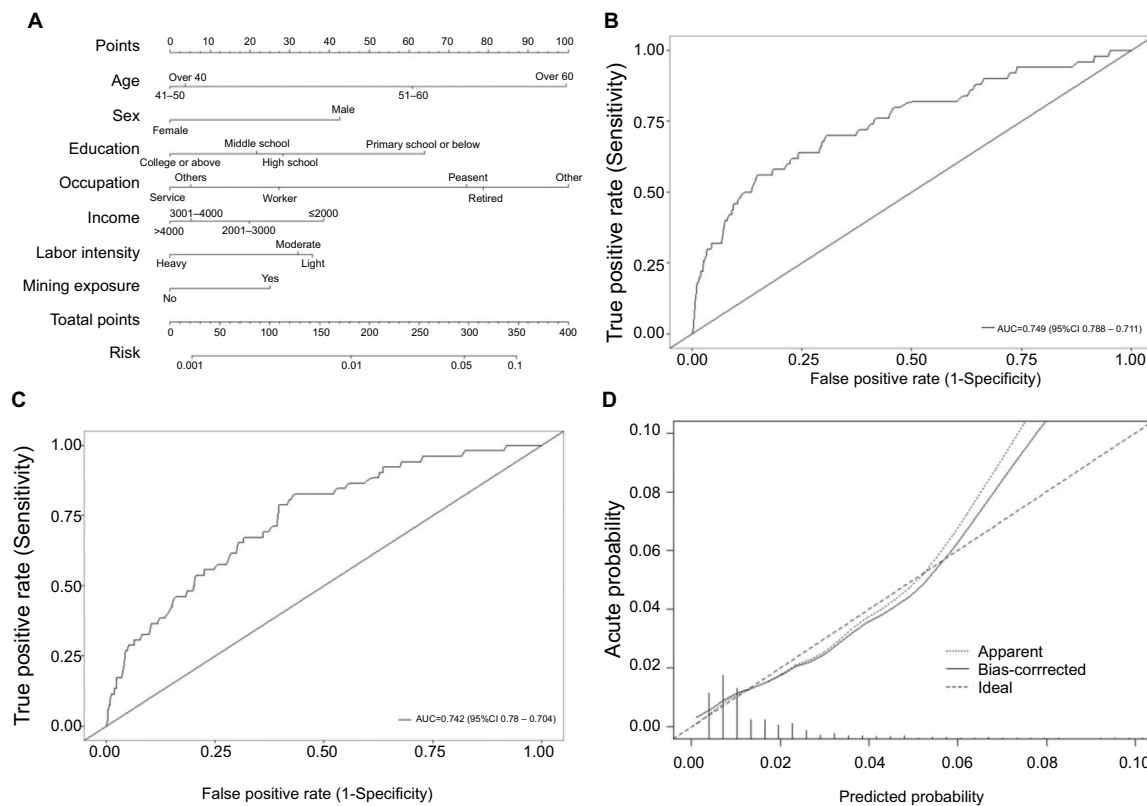 A
Points
0 10 20 30 40 50 60 70 80 90 100
Age
Over 40 Over 60
41–50 51–60
Sex
Male
Female
Education
Middle school Primary school or below
College or above High school
Occupation
Others Peasent Other
Service Worker Retired
Income
3001–4000 ≤2000
>4000 2001–3000
Labor intensity
Moderate
Heavy Light
Mining exposure
Yes
No
Toatal points
0 50 100 150 200 250 300 350 400
Risk
0.001 0.01 0.05 0.1
B
True positive rate (Sensitivity)
1.00
0.75
0.50
0.25
0.00
AUC=0.749 (95%CI 0.788 – 0.711)
0.00 0.25 0.50 0.75 1.00
False positive rate (1-Specificity)
C
True positive rate (Sensitivity)
1.00
0.75
0.50
0.25
0.00
AUC=0.742 (95%CI 0.78 – 0.704)
0.00 0.25 0.50 0.75 1.00
False positive rate (1-Specificity)
D
Acute probability
0.10
0.08
0.06
0.04
0.02
0.00
Apparent
Bias-corrrected
Ideal
0.00 0.02 0.04 0.06 0.08 0.10
Predicted probability